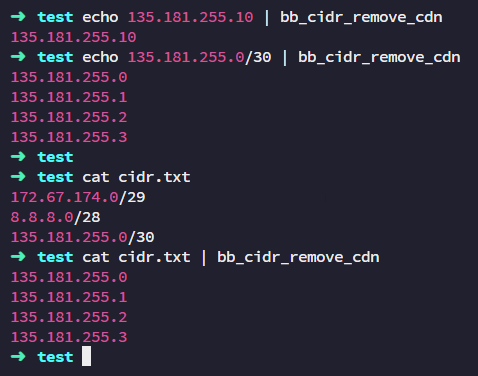 ➜ test echo 135.181.255.10 | bb_cidr_remove_cdn
135.181.255.10
➜ test echo 135.181.255.0/30 | bb_cidr_remove_cdn
135.181.255.0
135.181.255.1
135.181.255.2
135.181.255.3
➜ test
➜ test cat cidr.txt
172.67.174.0/29
8.8.8.0/28
135.181.255.0/30
➜ test cat cidr.txt | bb_cidr_remove_cdn
135.181.255.0
135.181.255.1
135.181.255.2
135.181.255.3
➜ test